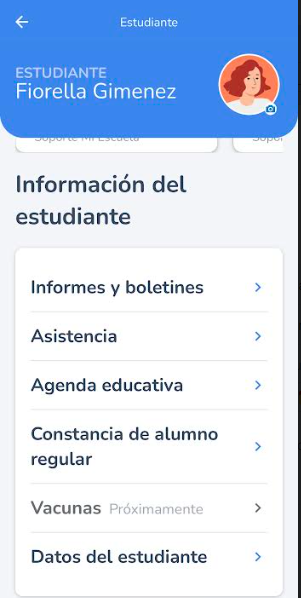 Estudiante
ESTUDIANTE
Fiorella Gimenez
Soporte Mi Escuela
Sopor
Información del
estudiante
Informes y boletines
Asistencia
Agenda educativa
Constancia de alumno
regular
Vacunas Próximamente
Datos del estudiante